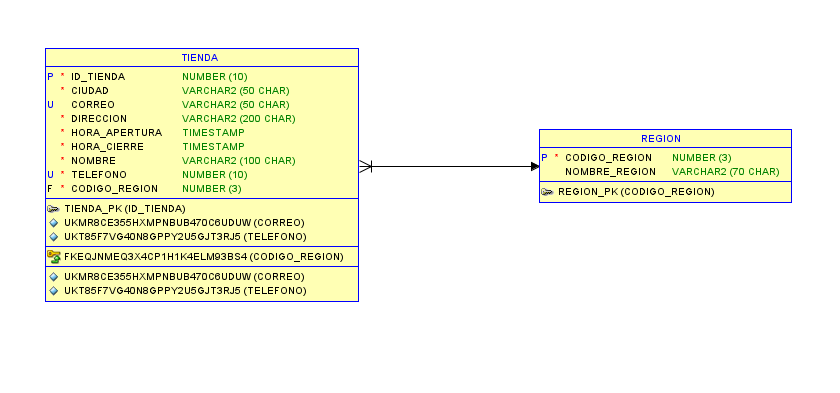 TIENDA
P * ID_TIENDA NUMBER (10)
* CIUDAD VARCHAR2 (50 CHAR)
U CORREO VARCHAR2 (50 CHAR)
* DIRECCION VARCHAR2 (200 CHAR)
* HORA_APERTURA TIMESTAMP
* HORA_CIERRE TIMESTAMP
* NOMBRE VARCHAR2 (100 CHAR)
U * TELEFONO NUMBER (10)
F * CODIGO_REGION NUMBER (3)
TIENDA_PK (ID_TIENDA)
UKMR8CE355HXMPNBUB470C6UDUW (CORREO)
UKT85F7VG40N8GPPY2U5GJT3RJ5 (TELEFONO)
FKEQJNMEQ3X4CP1H1K4ELM93BS4 (CODIGO_REGION)
UKMR8CE355HXMPNBUB470C6UDUW (CORREO)
UKT85F7VG40N8GPPY2U5GJT3RJ5 (TELEFONO)
REGION
P * CODIGO_REGION NUMBER (3)
NOMBRE_REGION VARCHAR2 (70 CHAR)
REGION_PK (CODIGO_REGION)